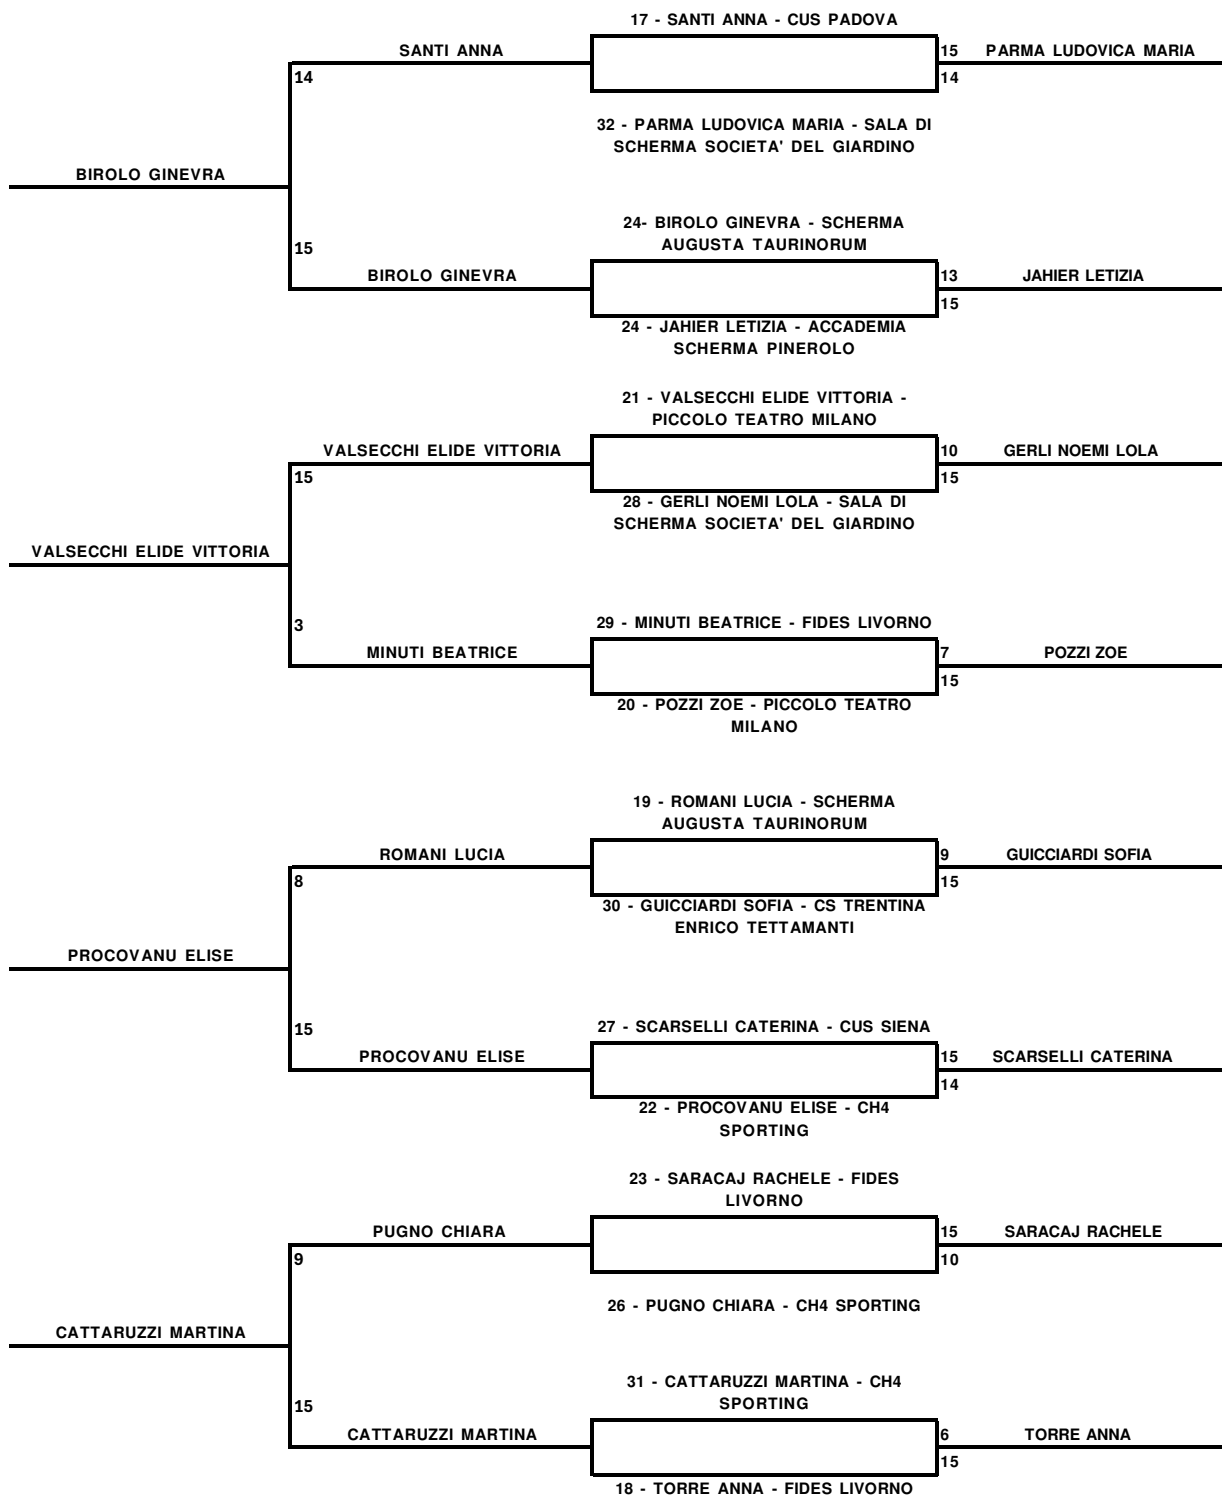 17 - SANTI ANNA - CUS PADOVA
SANTI ANNA
15
PARMA LUDOVICA MARIA
14
14
32 - PARMA LUDOVICA MARIA - SALA DI
SCHERMA SOCIETA' DEL GIARDINO
BIROLO GINEVRA
24- BIROLO GINEVRA - SCHERMA
AUGUSTA TAURINORUM
15
BIROLO GINEVRA
13
JAHIER LETIZIA
15
24 - JAHIER LETIZIA - ACCADEMIA
SCHERMA PINEROLO
21 - VALSECCHI ELIDE VITTORIA -
PICCOLO TEATRO MILANO
VALSECCHI ELIDE VITTORIA
10
GERLI NOEMI LOLA
15
15
28 - GERLI NOEMI LOLA - SALA DI
SCHERMA SOCIETA' DEL GIARDINO
VALSECCHI ELIDE VITTORIA
3
29 - MINUTI BEATRICE - FIDES LIVORNO
MINUTI BEATRICE
7
POZZI ZOE
15
20 - POZZI ZOE - PICCOLO TEATRO
MILANO
19 - ROMANI LUCIA - SCHERMA
AUGUSTA TAURINORUM
ROMANI LUCIA
9
GUICCIARDI SOFIA
8
15
30 - GUICCIARDI SOFIA - CS TRENTINA
ENRICO TETTAMANTI
PROCOVANU ELISE
15
27 - SCARSELLI CATERINA - CUS SIENA
PROCOVANU ELISE
15
SCARSELLI CATERINA
14
22 - PROCOVANU ELISE - CH4
SPORTING
23 - SARACAJ RACHELE - FIDES
LIVORNO
PUGNO CHIARA
15
SARACAJ RACHELE
9
10
26 - PUGNO CHIARA - CH4 SPORTING
CATTARUZZI MARTINA
31 - CATTARUZZI MARTINA - CH4
SPORTING
15
CATTARUZZI MARTINA
6
TORRE ANNA
15
18 - TORRE ANNA - FIDES LIVORNO